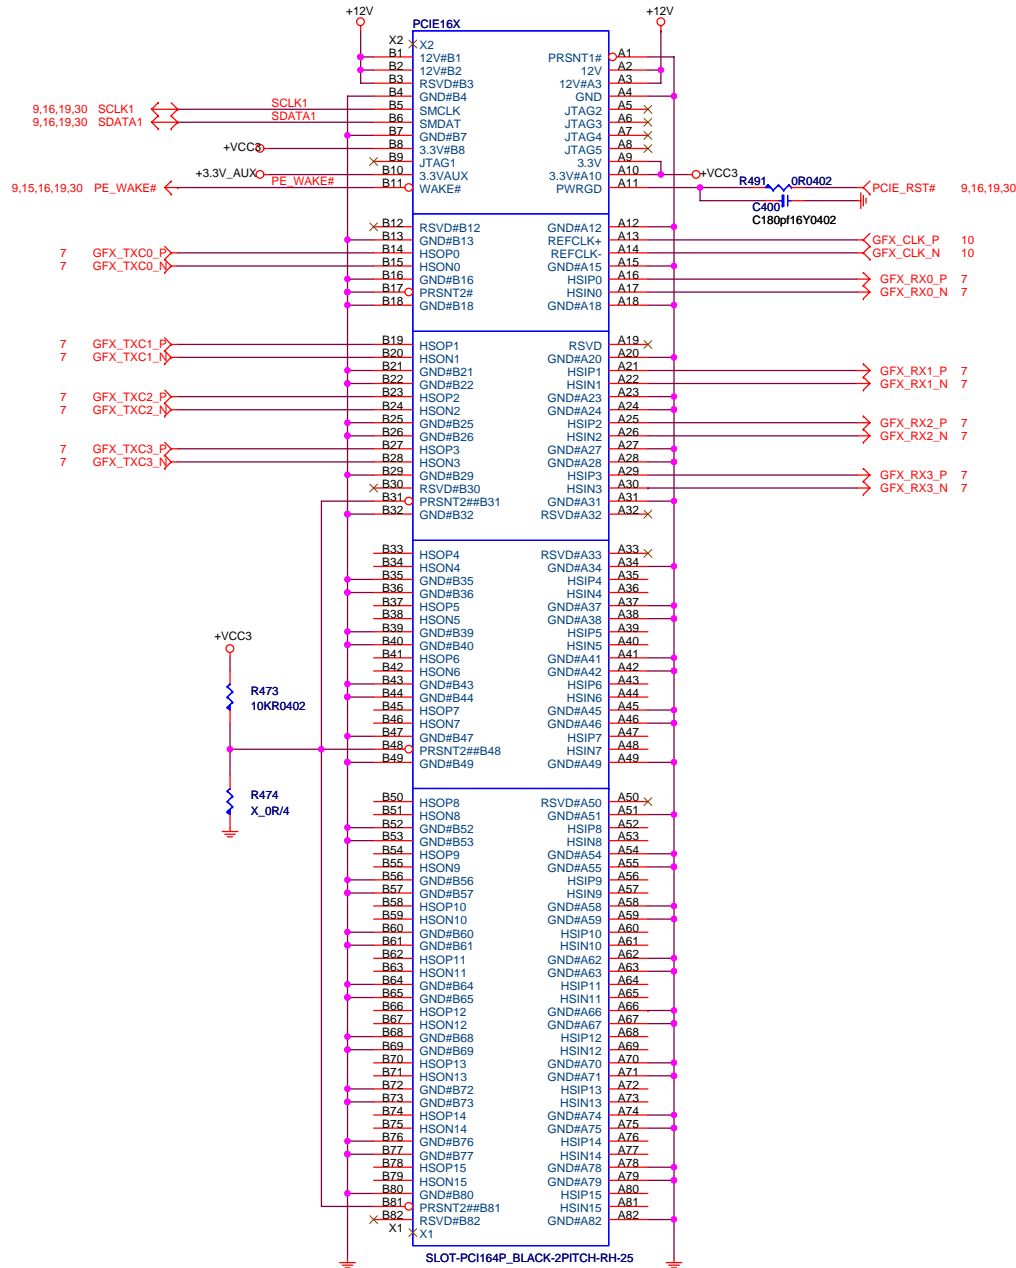 +12V +12V
PCIE16X
X2 X2
B1 12V#B1 PRSNT1# A1
B2 12V#B2 12V A2
B3 RSVD#B3 12V#A3 A3
B4 GND#B4 GND A4
9,16,19,30 SCLK1 SCLK1 B5 SMCLK JTAG2 A5
9,16,19,30 SDATA1 SDATA1 B6 SMDAT JTAG3 A6
B7 GND#B7 JTAG4 A7
+VCC3 B8 3.3V#B8 JTAG5 A8
B9 JTAG1 3.3V A9
+3.3V_AUX B10 3.3VAUX 3.3V#A10 A10 +VCC3
9,15,16,19,30 PE_WAKE# PE_WAKE# B11 WAKE# PWRGD A11 R491 0R0402 PCIE_RST# 9,16,19,30
C400
C180pf16Y0402
B12 RSVD#B12 GND#A12 A12
B13 GND#B13 REFCLK+ A13 GFX_CLK_P 10
7 GFX_TXC0_P B14 HSOP0 REFCLK- A14 GFX_CLK_N 10
7 GFX_TXC0_N B15 HSON0 GND#A15 A15
B16 GND#B16 HSIP0 A16 GFX_RX0_P 7
B17 PRSNT2# HSIN0 A17 GFX_RX0_N 7
B18 GND#B18 GND#A18 A18
7 GFX_TXC1_P B19 HSOP1 RSVD A19
7 GFX_TXC1_N B20 HSON1 GND#A20 A20
B21 GND#B21 HSIP1 A21 GFX_RX1_P 7
B22 GND#B22 HSIN1 A22 GFX_RX1_N 7
7 GFX_TXC2_P B23 HSOP2 GND#A23 A23
7 GFX_TXC2_N B24 HSON2 GND#A24 A24
B25 GND#B25 HSIP2 A25 GFX_RX2_P 7
B26 GND#B26 HSIN2 A26 GFX_RX2_N 7
7 GFX_TXC3_P B27 HSOP3 GND#A27 A27
7 GFX_TXC3_N B28 HSON3 GND#A28 A28
B29 GND#B29 HSIP3 A29 GFX_RX3_P 7
B30 RSVD#B30 HSIN3 A30 GFX_RX3_N 7
B31 PRSNT2##B31 GND#A31 A31
B32 GND#B32 RSVD#A32 A32
B33 HSOP4 RSVD#A33 A33
B34 HSON4 GND#A34 A34
B35 GND#B35 HSIP4 A35
B36 GND#B36 HSIN4 A36
B37 HSOP5 GND#A37 A37
B38 HSON5 GND#A38 A38
B39 GND#B39 HSIP5 A39
+VCC3 B40 GND#B40 HSIN5 A40
B41 HSOP6 GND#A41 A41
B42 HSON6 GND#A42 A42
R473 B43 GND#B43 HSIP6 A43
10KR0402 B44 GND#B44 HSIN6 A44
B45 HSOP7 GND#A45 A45
B46 HSON7 GND#A46 A46
B47 GND#B47 HSIP7 A47
B48 PRSNT2##B48 HSIN7 A48
B49 GND#B49 GND#A49 A49
R474 B50 HSOP8 RSVD#A50 A50
X_0R/4 B51 HSON8 GND#A51 A51
B52 GND#B52 HSIP8 A52
B53 GND#B53 HSIN8 A53
B54 HSOP9 GND#A54 A54
B55 HSON9 GND#A55 A55
B56 GND#B56 HSIP9 A56
B57 GND#B57 HSIN9 A57
B58 HSOP10 GND#A58 A58
B59 HSON10 GND#A59 A59
B60 GND#B60 HSIP10 A60
B61 GND#B61 HSIN10 A61
B62 HSOP11 GND#A62 A62
B63 HSON11 GND#A63 A63
B64 GND#B64 HSIP11 A64
B65 GND#B65 HSIN11 A65
B66 HSOP12 GND#A66 A66
B67 HSON12 GND#A67 A67
B68 GND#B68 HSIP12 A68
B69 GND#B69 HSIN12 A69
B70 HSOP13 GND#A70 A70
B71 HSON13 GND#A71 A71
B72 GND#B72 HSIP13 A72
B73 GND#B73 HSIN13 A73
B74 HSOP14 GND#A74 A74
B75 HSON14 GND#A75 A75
B76 GND#B76 HSIP14 A76
B77 GND#B77 HSIN14 A77
B78 HSOP15 GND#A78 A78
B79 HSON15 GND#A79 A79
B80 GND#B80 HSIP15 A80
B81 PRSNT2##B81 HSIN15 A81
B82 RSVD#B82 GND#A82 A82
X1 X1
SLOT-PCI164P_BLACK-2PITCH-RH-25